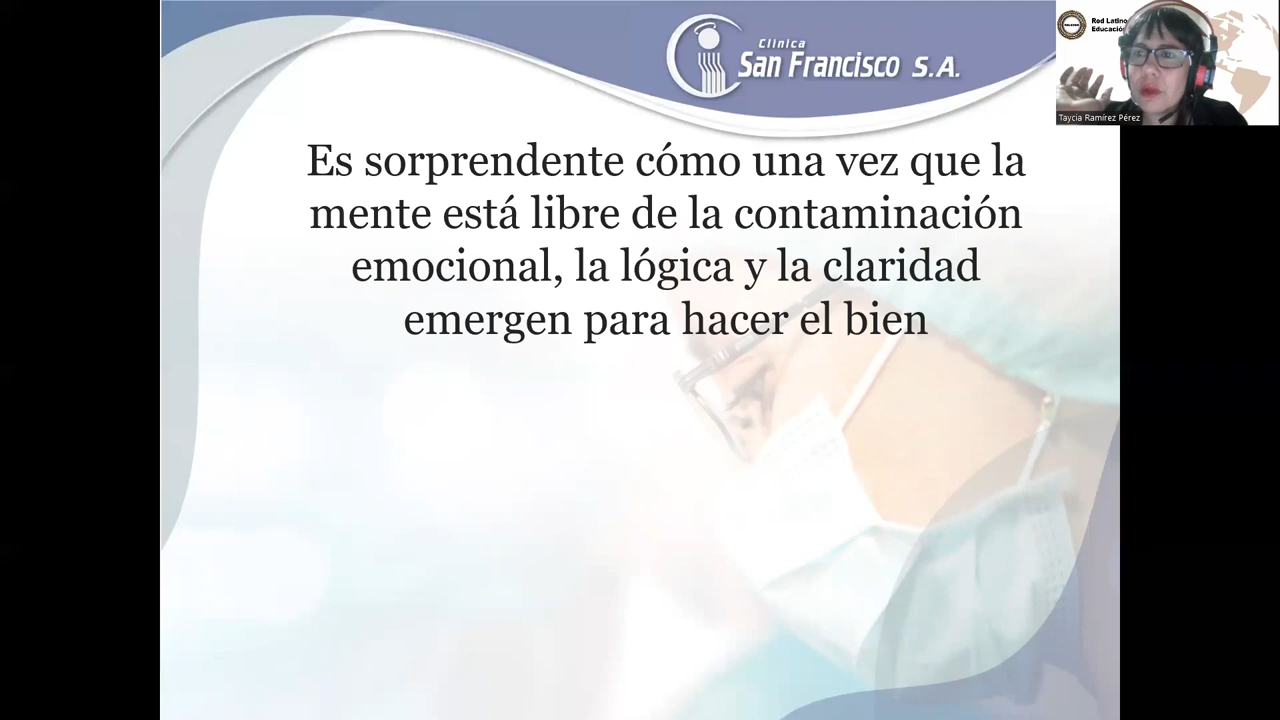 Clínica
San Francisco S.A.
Red Latino
Educació
Taycia Ramírez Pérez
Es sorprendente cómo una vez que la
mente está libre de la contaminación
emocional, la lógica y la claridad
emergen para hacer el bien